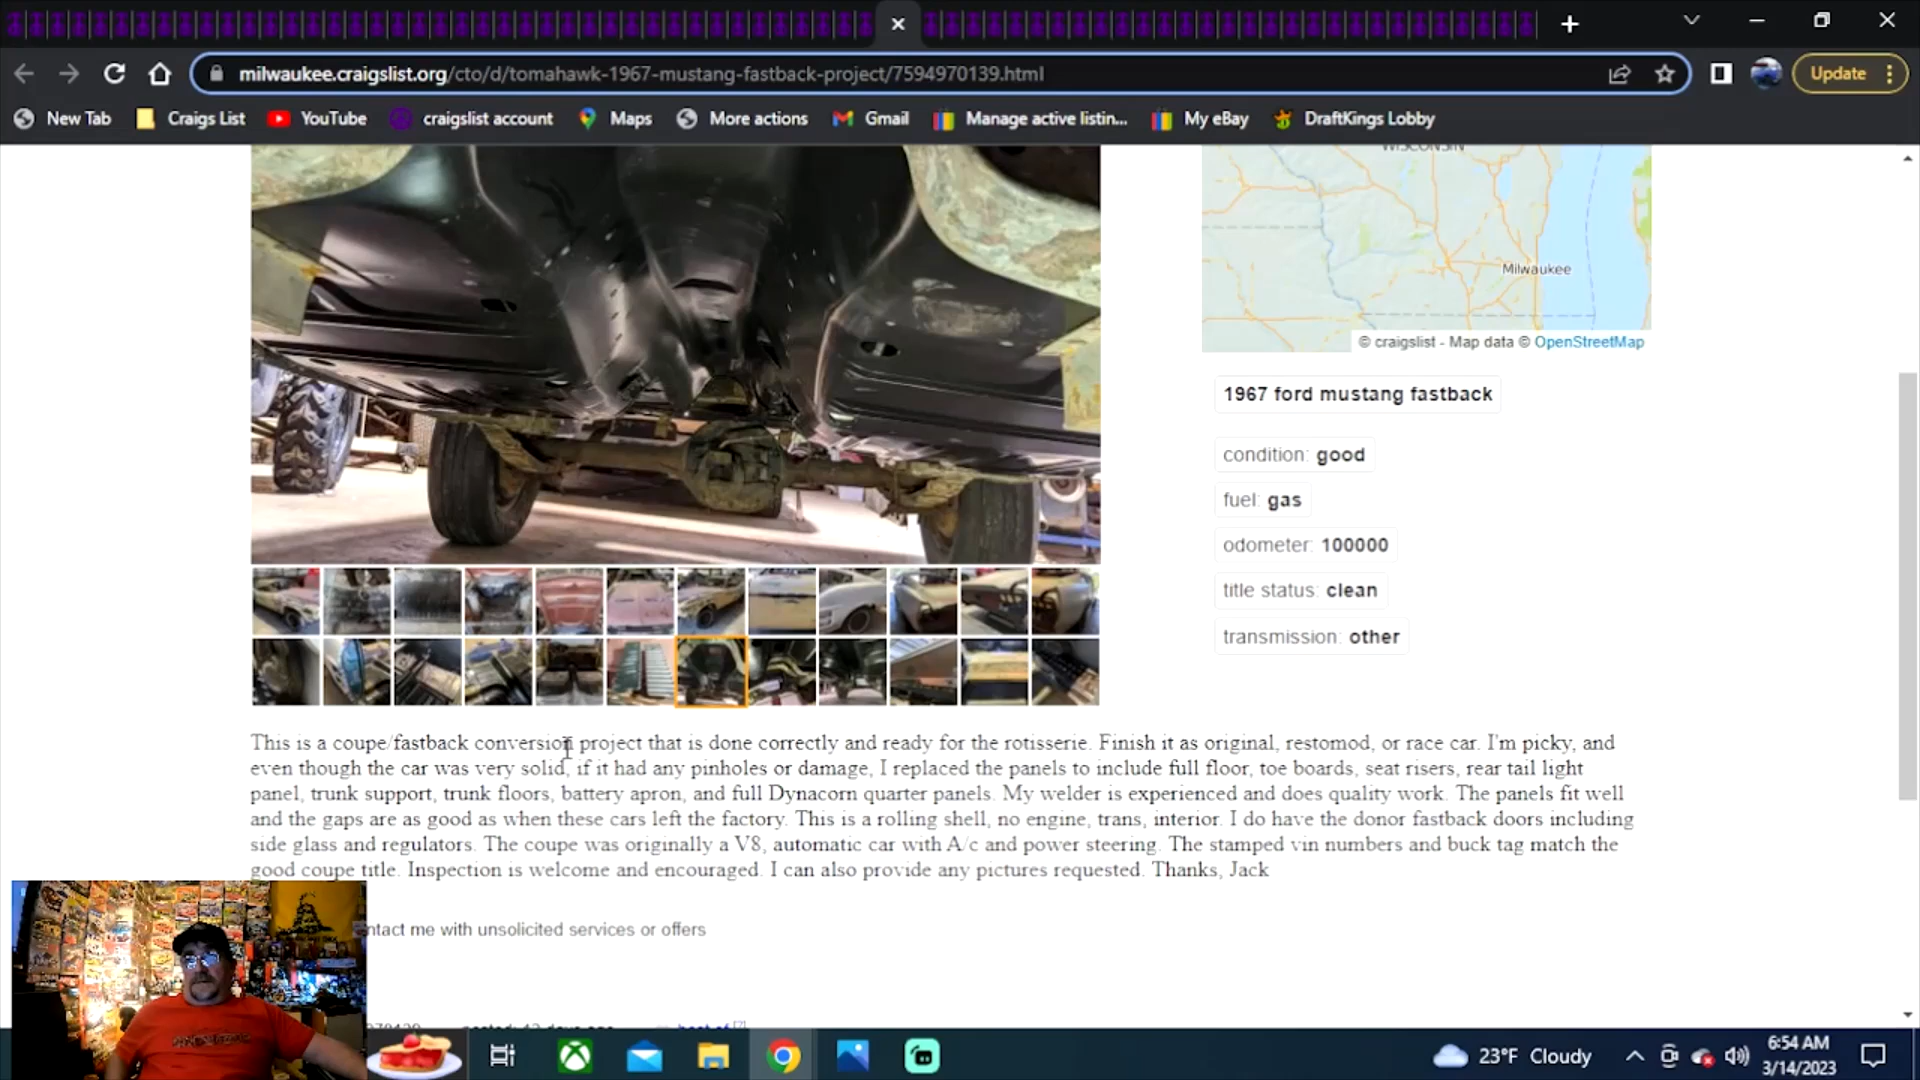 milwaukee.craigslist.org/cto/d/tomahawk-1967-mustang-fastback-project/7594970139.html
Update
New Tab
Craigs List
YouTube
craigslist account
Maps
More actions
Gmail
Manage active listin...
My eBay
DraftKings Lobby
WISCONSIN
Milwaukee
© craigslist - Map data © OpenStreetMap
1967 ford mustang fastback
condition: good
fuel: gas
odometer: 100000
title status: clean
transmission: other
This is a coupe/fastback conversion project that is done correctly and ready for the rotisserie. Finish it as original, restomod, or race car. I'm picky, and
even though the car was very solid, if it had any pinholes or damage, I replaced the panels to include full floor, toe boards, seat risers, rear tail light
panel, trunk support, trunk floors, battery apron, and full Dynacorn quarter panels. My welder is experienced and does quality work. The panels fit well
and the gaps are as good as when these cars left the factory. This is a rolling shell, no engine, trans, interior. I do have the donor fastback doors including
side glass and regulators. The coupe was originally a V8, automatic car with A/c and power steering. The stamped vin numbers and buck tag match the
good coupe title. Inspection is welcome and encouraged. I can also provide any pictures requested. Thanks, Jack
ntact me with unsolicited services or offers
posted: 13 days ago
best of [?]
23°F Cloudy
6:54 AM
3/14/2023